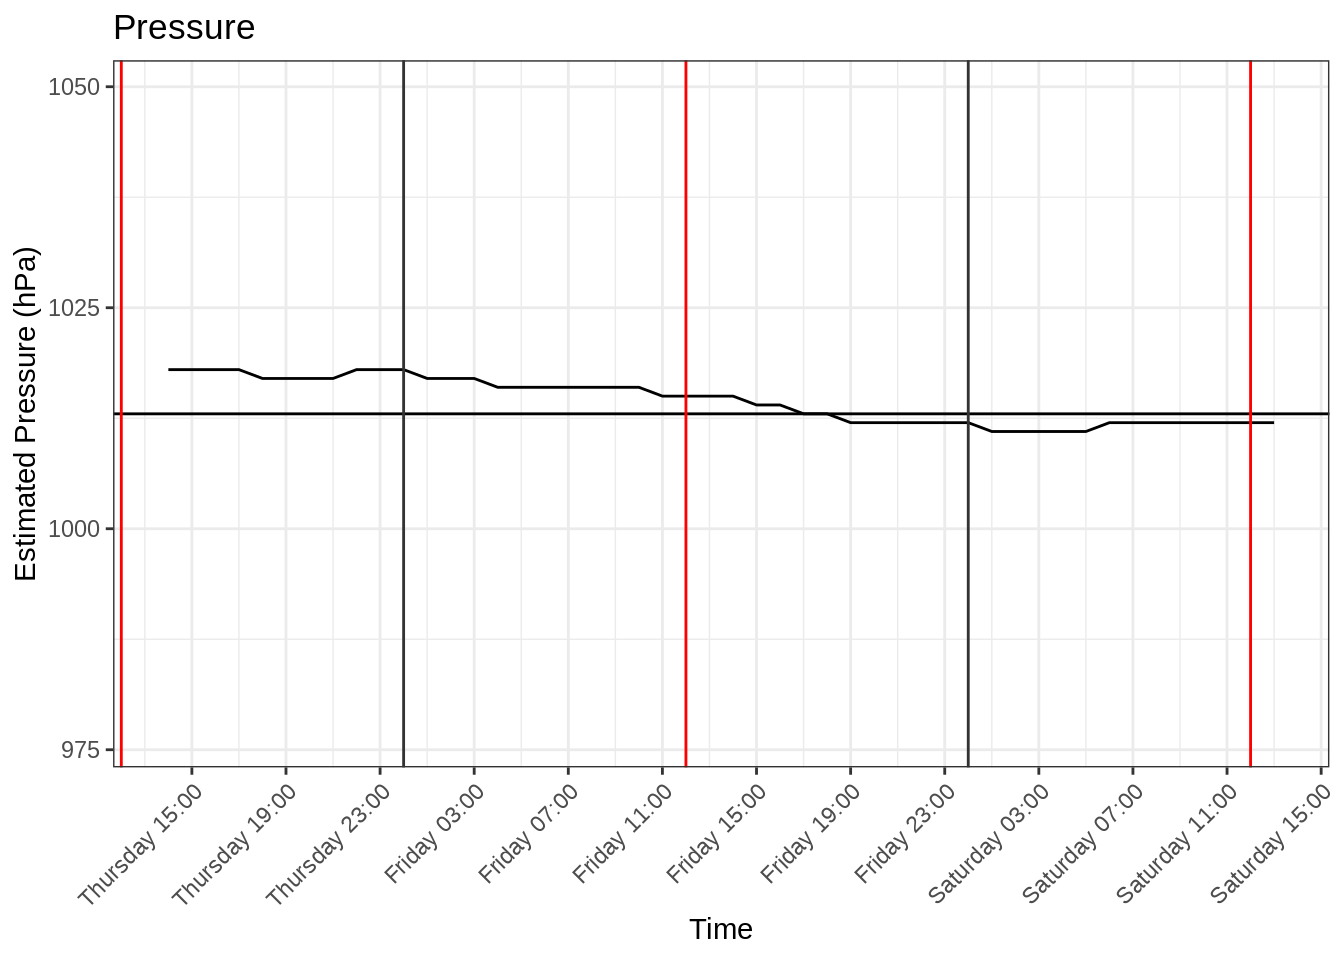 Pressure
Estimated Pressure (hPa)
1050
1025
1000
975
Thursday 15:00
Thursday 19:00
Thursday 23:00
Friday 03:00
Friday 07:00
Friday 11:00
Friday 15:00
Friday 19:00
Friday 23:00
Saturday 03:00
Saturday 07:00
Saturday 11:00
Saturday 15:00
Time